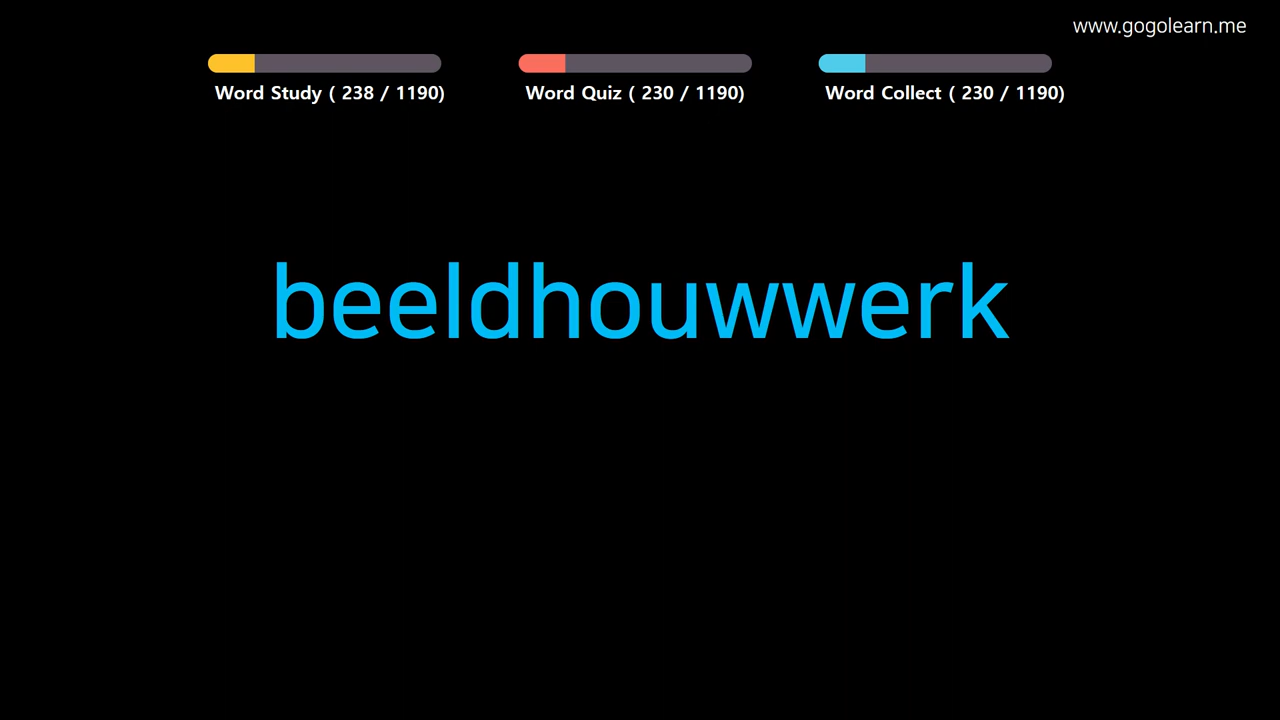 www.gogolearn.me
Word Study ( 238 / 1190)
Word Quiz ( 230 / 1190)
Word Collect ( 230 / 1190)
beeldhouwwerk